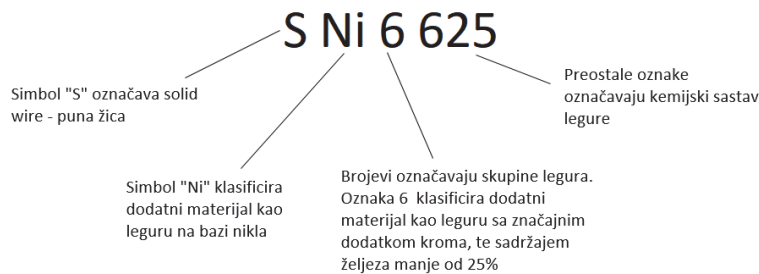 S Ni 6 625
Simbol "S" označava solid
wire - puna žica
Preostale oznake
označavaju kemijski sastav
legure
Simbol "Ni" klasificira
dodatni materijal kao
leguru na bazi nikla
Brojevi označavaju skupine legura.
Oznaka 6 klasificira dodatni
materijal kao leguru sa značajnim
dodatkom kroma, te sadržajem
željeza manje od 25%